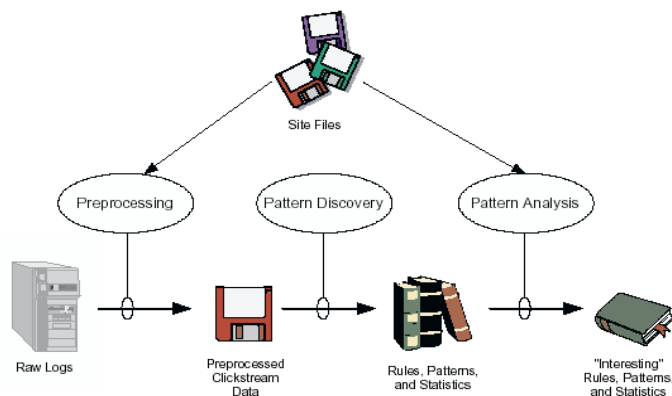 Site Files
Preprocessing
Pattern Discovery
Pattern Analysis
Raw Logs
Preprocessed
Clickstream
Data
Rules, Patterns,
and Statistics
"Interesting"
Rules, Patterns,
and Statistics